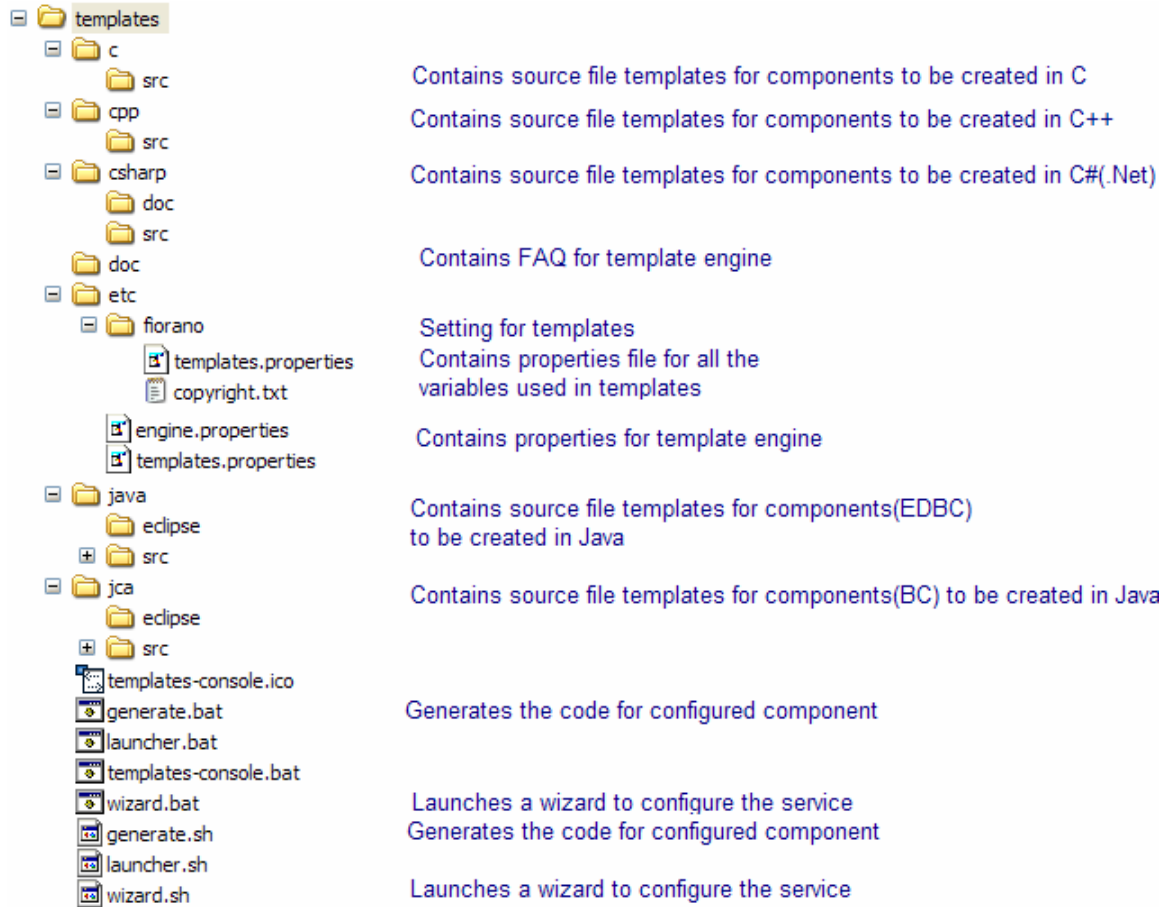 templates
c
src Contains source file templates for components to be created in C
cpp Contains source file templates for components to be created in C++
src
csharp Contains source file templates for components to be created in C#(.Net)
doc
src
doc Contains FAQ for template engine
etc
fiorano Setting for templates
templates.properties Contains properties file for all the
copyright.txt variables used in templates
engine.properties Contains properties for template engine
templates.properties
java Contains source file templates for components(EDBC)
eclipse to be created in Java
src
jca Contains source file templates for components(BC) to be created in Java
eclipse
src
templates-console.ico
generate.bat Generates the code for configured component
launcher.bat
templates-console.bat
wizard.bat Launches a wizard to configure the service
generate.sh Generates the code for configured component
launcher.sh
wizard.sh Launches a wizard to configure the service